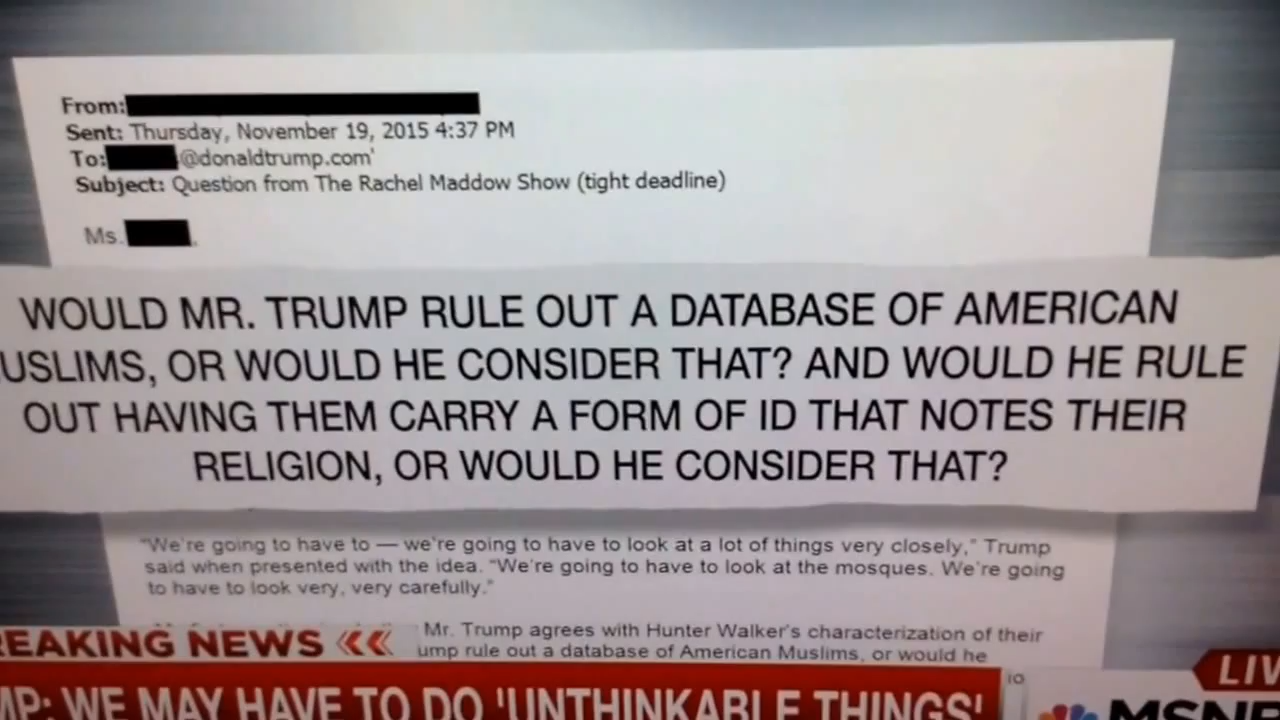 From:
Sent: Thursday, November 19, 2015 4:37 PM
To: @donaldtrump.com'
Subject: Question from The Rachel Maddow Show (tight deadline)
Ms. ,
WOULD MR. TRUMP RULE OUT A DATABASE OF AMERICAN
USLIMS, OR WOULD HE CONSIDER THAT? AND WOULD HE RULE
OUT HAVING THEM CARRY A FORM OF ID THAT NOTES THEIR
RELIGION, OR WOULD HE CONSIDER THAT?
"We're going to have to — we're going to have to look at a lot of things very closely," Trump
said when presented with the idea. "We're going to have to look at the mosques. We're going
to have to look very, very carefully."
Mr. Trump agrees with Hunter Walker's characterization of their
ump rule out a database of American Muslims, or would he
REAKING NEWS
LIV
MP: WE MAY HAVE TO DO 'UNTHINKABLE THINGS'
MSNB